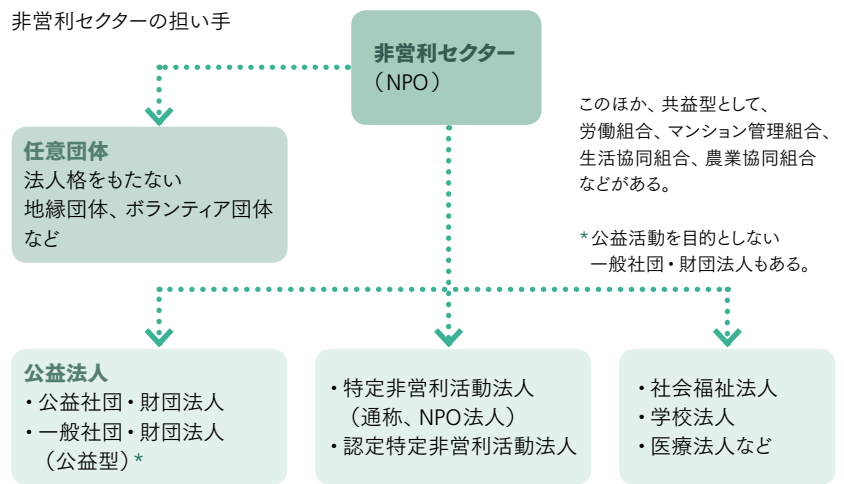 非営利セクターの担い手
非営利セクター
（NPO）
任意団体
法人格をもたない
地縁団体、ボランティア団体
など
このほか、共益型として、
労働組合、マンション管理組合、
生活協同組合、農業協同組合
などがある。
*公益活動を目的としない
一般社団・財団法人もある。
公益法人
・公益社団・財団法人
・一般社団・財団法人
（公益型）*
・特定非営利活動法人
（通称、NPO法人）
・認定特定非営利活動法人
・社会福祉法人
・学校法人
・医療法人など